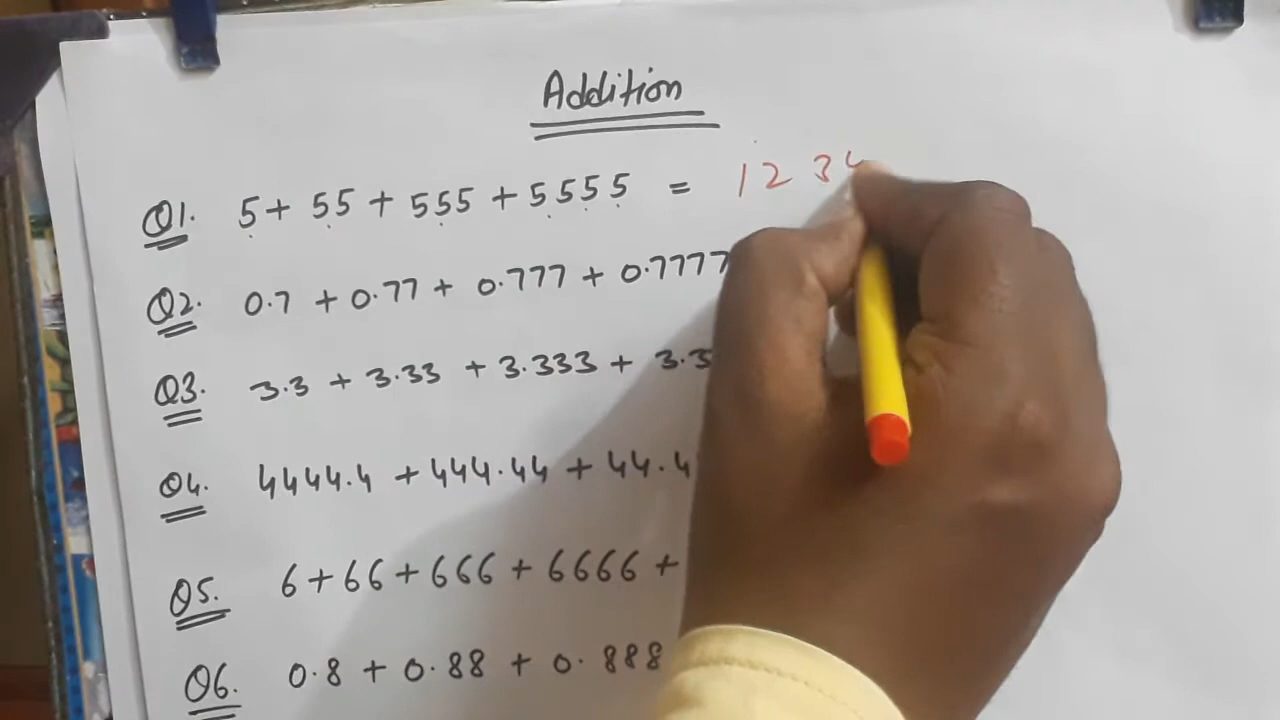 Addition
Q1. 5 + 55 + 555 + 5555 = 1234
Q2. 0.7 + 0.77 + 0.777 + 0.7777
Q3. 3.3 + 3.33 + 3.333 + 3.3
Q4. 4444.4 + 444.44 + 44.4
Q5. 6 + 66 + 666 + 6666 +
Q6. 0.8 + 0.88 + 0.888